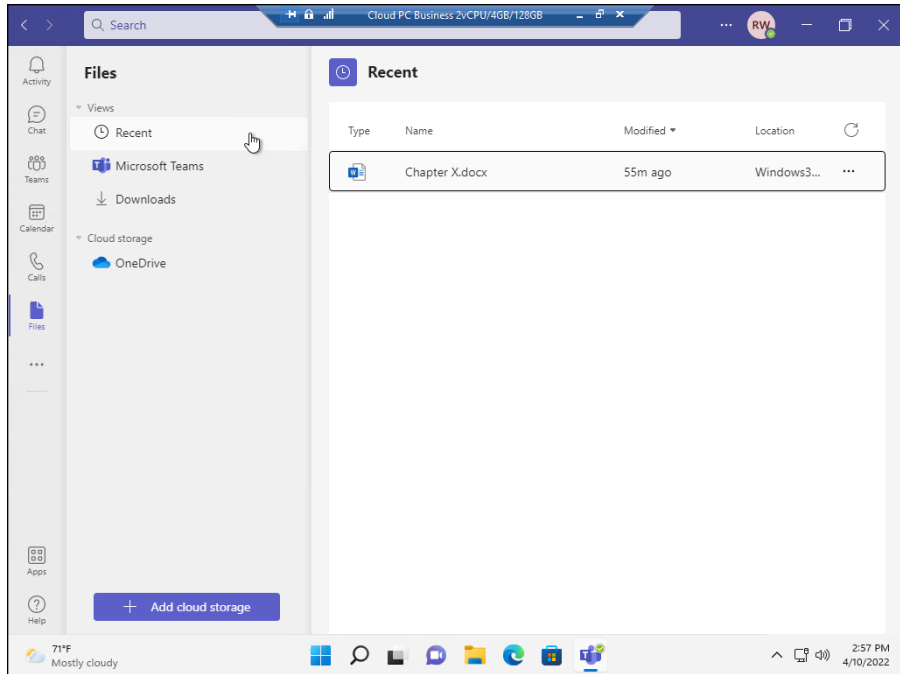 Search
Cloud PC Business 2vCPU/4GB/128GB
RW
Activity
Chat
Teams
Calendar
Calls
Files
Apps
Help
Files
Views
Recent
Microsoft Teams
Downloads
Cloud storage
OneDrive
Add cloud storage
Recent
Type Name Modified Location
Chapter X.docx 55m ago Windows3...
71°F
Mostly cloudy
2:57 PM
4/10/2022